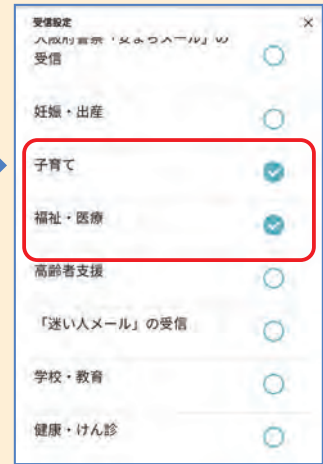 受信設定
大阪府警察「安まちメール」の
受信
妊娠・出産
子育て
福祉・医療
高齢者支援
「迷い人メール」の受信
学校・教育
健康・けん診